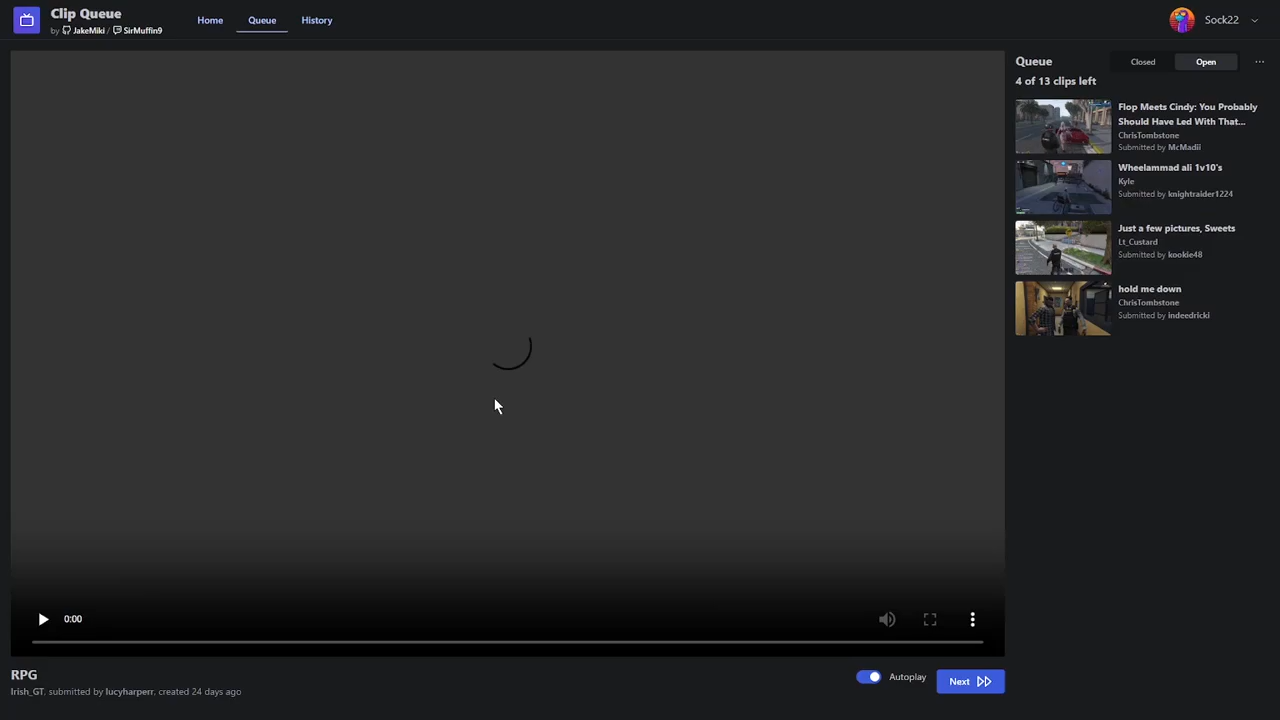 Clip Queue
by JakeMiki / SirMuffin9
Home
Queue
History
Sock22
Queue
Closed
Open
4 of 13 clips left
Flop Meets Cindy: You Probably
Should Have Led With That...
ChrisTombstone
Submitted by McMadii
Wheelammad ali 1v10's
Kyle
Submitted by knightraider1224
Just a few pictures, Sweets
Lt_Custard
Submitted by kookie48
hold me down
ChrisTombstone
Submitted by indeedricki
0:00
RPG
Irish_GT, submitted by lucyharperr, created 24 days ago
Autoplay
Next